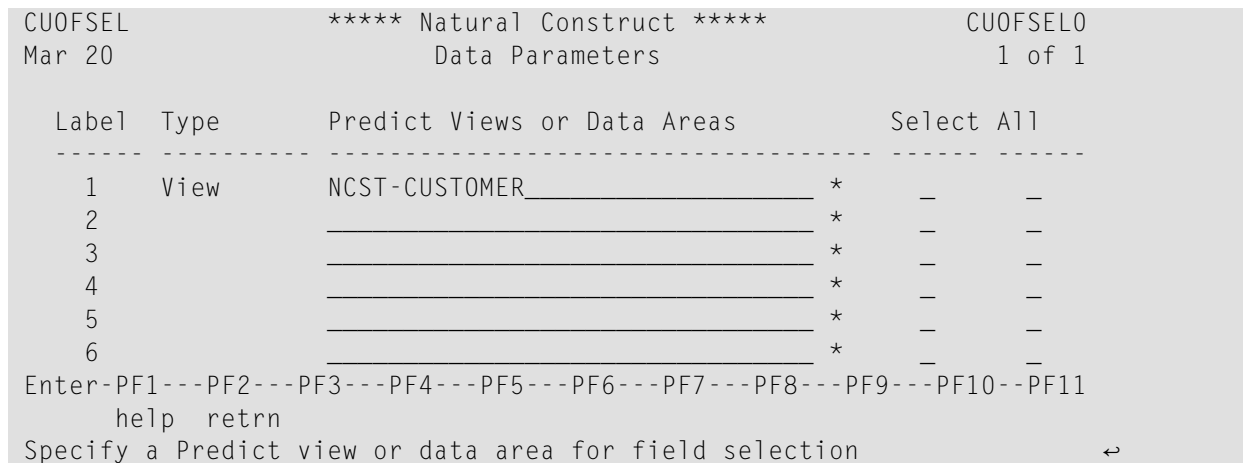 CUOFSEL ***** Natural Construct ***** CUOFSEL0
Mar 20 Data Parameters 1 of 1
Label Type Predict Views or Data Areas Select All
------ ---------- ----------------------------------- ------ ------
1 View NCST-CUSTOMER___________________ * _ _
2 ________________________________ * _ _
3 ________________________________ * _ _
4 ________________________________ * _ _
5 ________________________________ * _ _
6 ________________________________ * _ _
Enter-PF1---PF2---PF3---PF4---PF5---PF6---PF7---PF8---PF9---PF10--PF11
help retrn
Specify a Predict view or data area for field selection ↩